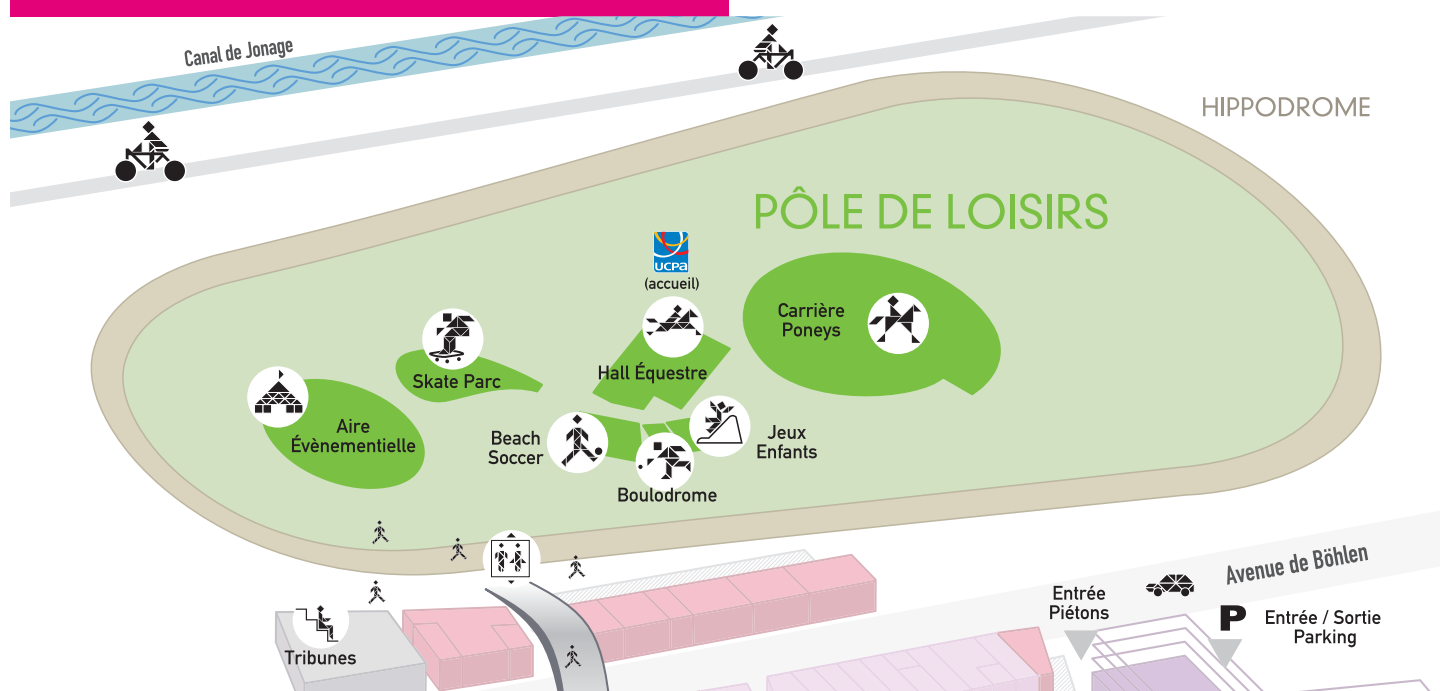 Canal de Jonage
HIPPODROME
PÔLE DE LOISIRS
UCPa
(accueil)
Carrière
Poneys
Skate Parc
Hall Équestre
Aire
Évènementielle
Beach
Soccer
Jeux
Enfants
Boulodrome
Avenue de Böhlen
Entrée
Piétons
P
Entrée / Sortie
Parking
Tribunes